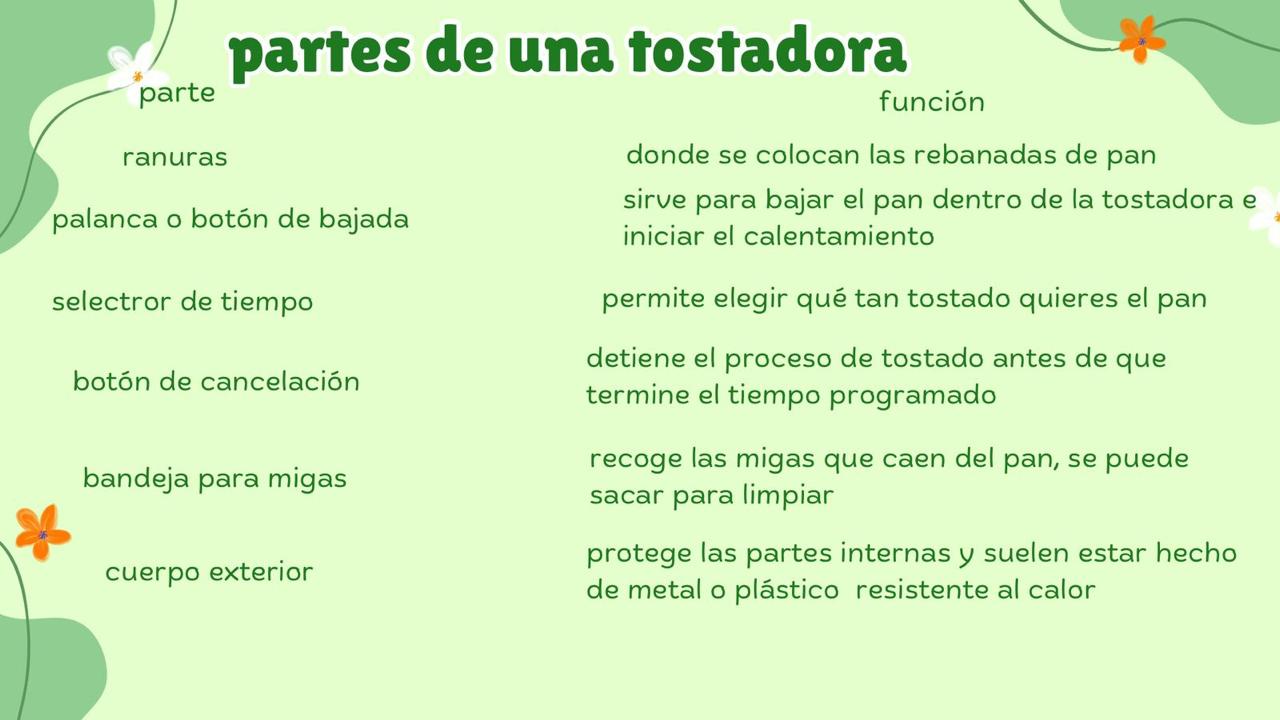 partes de una tostadora
parte
función
ranuras
donde se colocan las rebanadas de pan
palanca o botón de bajada
sirve para bajar el pan dentro de la tostadora e
iniciar el calentamiento
selectror de tiempo
permite elegir qué tan tostado quieres el pan
botón de cancelación
detiene el proceso de tostado antes de que
termine el tiempo programado
bandeja para migas
recoge las migas que caen del pan, se puede
sacar para limpiar
cuerpo exterior
protege las partes internas y suelen estar hecho
de metal o plástico  resistente al calor